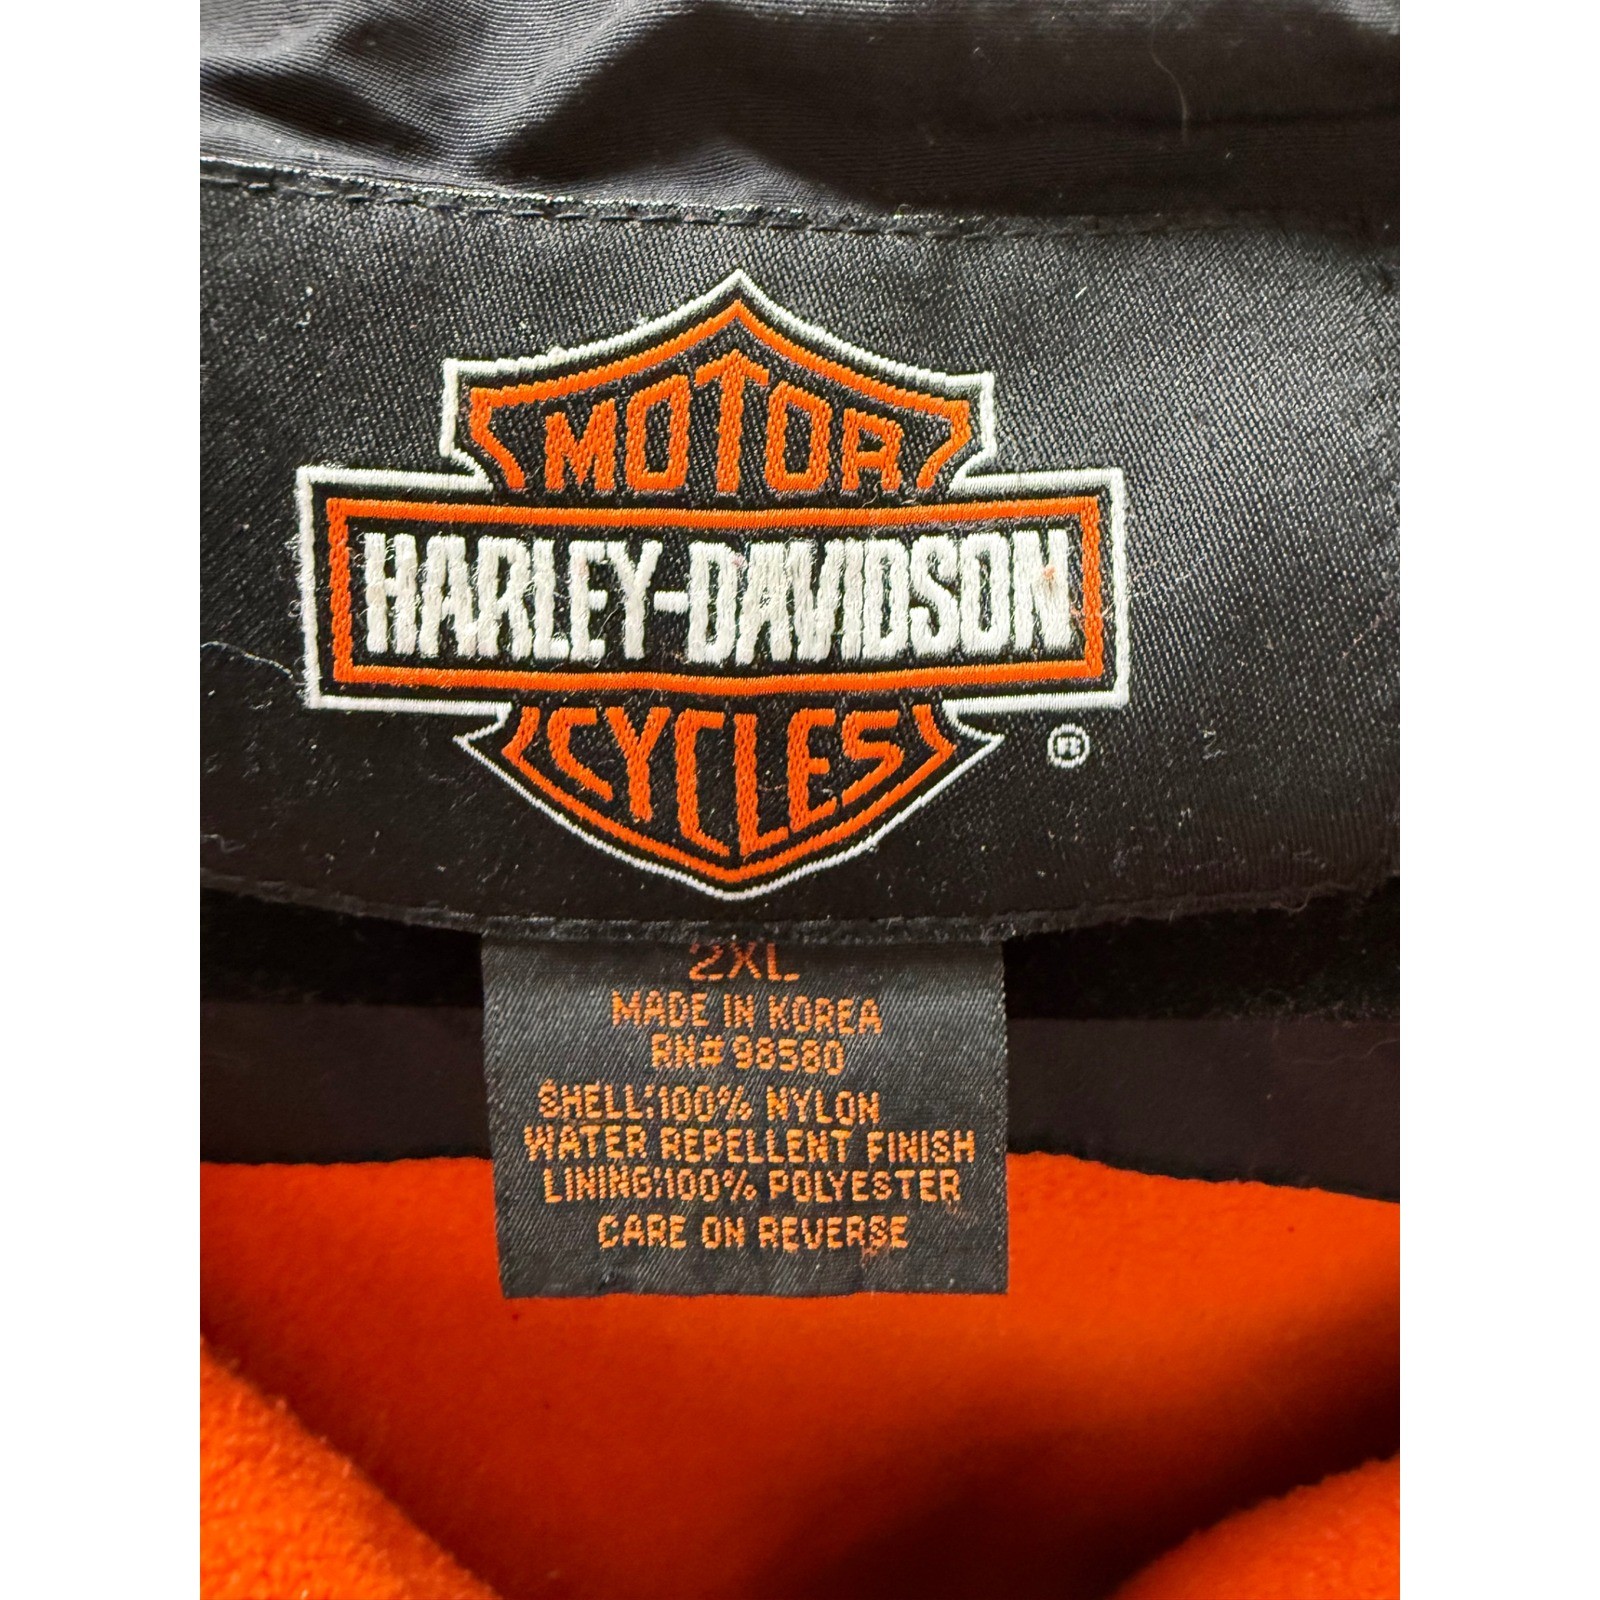 MOTOR
HARLEY-DAVIDSON
CYCLES
®
2XL
MADE IN KOREA
RN# 98580
SHELL:100% NYLON
WATER REPELLENT FINISH
LINING:100% POLYESTER
CARE ON REVERSE